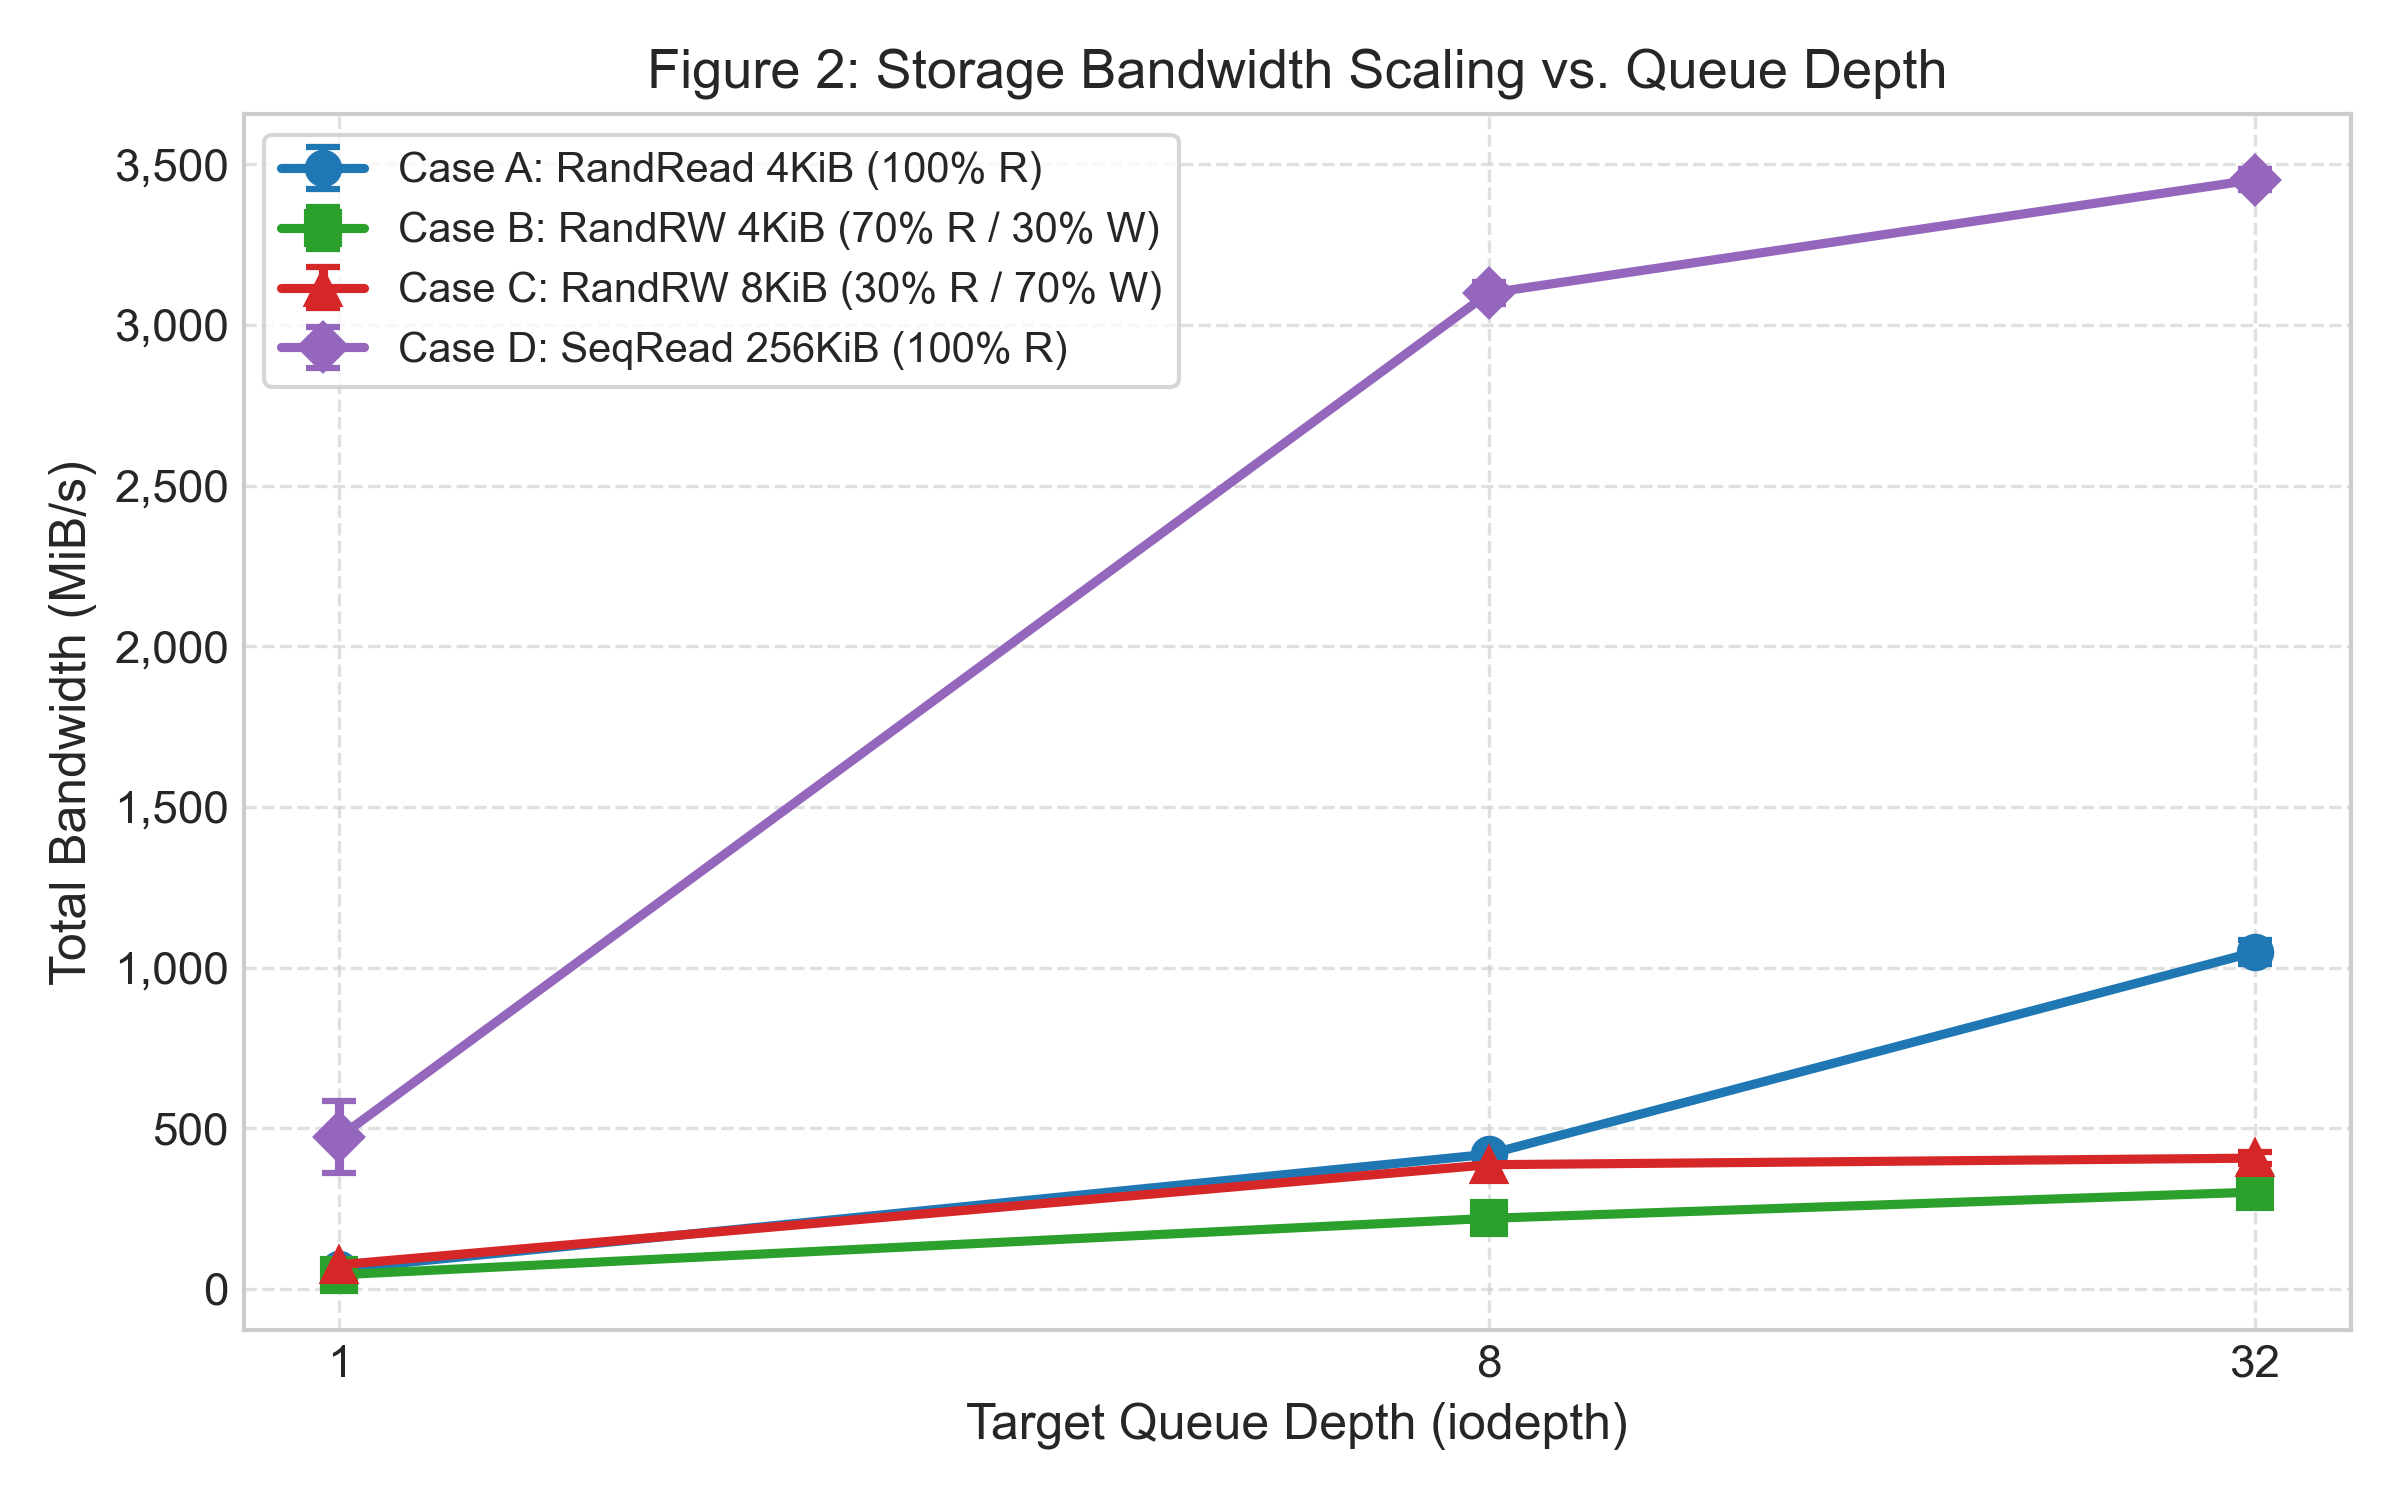 Figure 2: Storage Bandwidth Scaling vs. Queue Depth
Case A: RandRead 4KiB (100% R)
Case B: RandRW 4KiB (70% R / 30% W)
Case C: RandRW 8KiB (30% R / 70% W)
Case D: SeqRead 256KiB (100% R)
Total Bandwidth (MiB/s)
3,500
3,000
2,500
2,000
1,500
1,000
500
0
1
8
32
Target Queue Depth (iodepth)